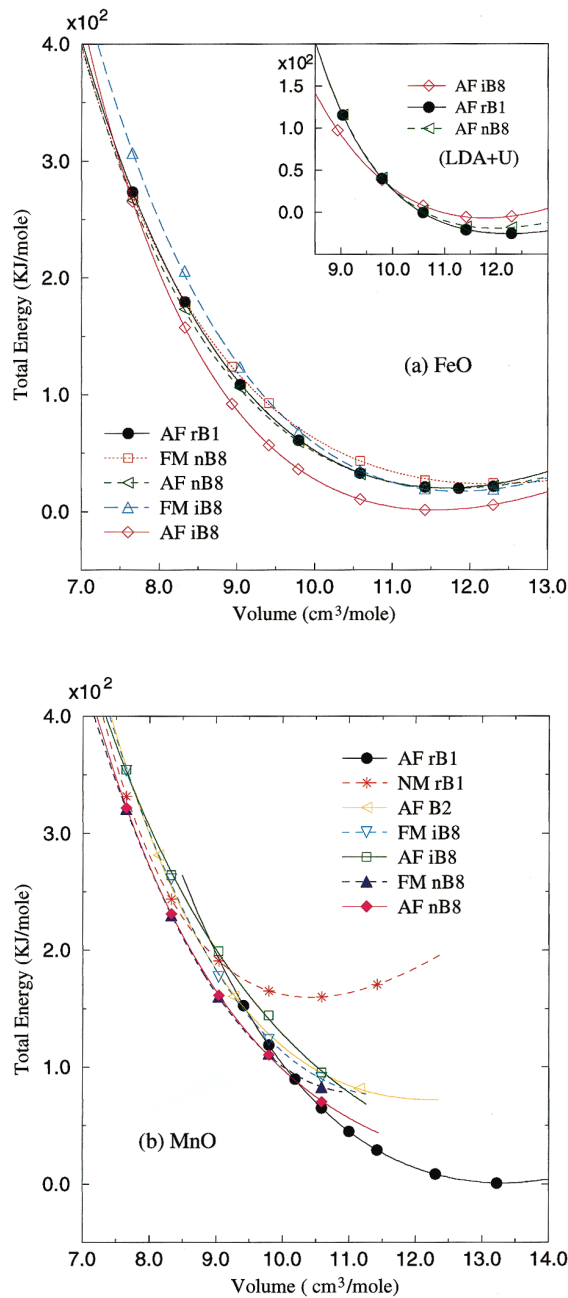 x10²
4.0
3.0
2.0
1.0
0.0
Total Energy (KJ/mole)
x10²
1.5
1.0
0.5
0.0
AF iB8
AF rB1
AF nB8
(LDA+U)
9.0 10.0 11.0 12.0
(a) FeO
AF rB1
FM nB8
AF nB8
FM iB8
AF iB8
7.0 8.0 9.0 10.0 11.0 12.0 13.0
Volume (cm³/mole)
x10²
4.0
3.0
2.0
1.0
0.0
Total Energy (KJ/mole)
AF rB1
NM rB1
AF B2
FM iB8
AF iB8
FM nB8
AF nB8
(b) MnO
7.0 8.0 9.0 10.0 11.0 12.0 13.0 14.0
Volume ( cm³/mole)